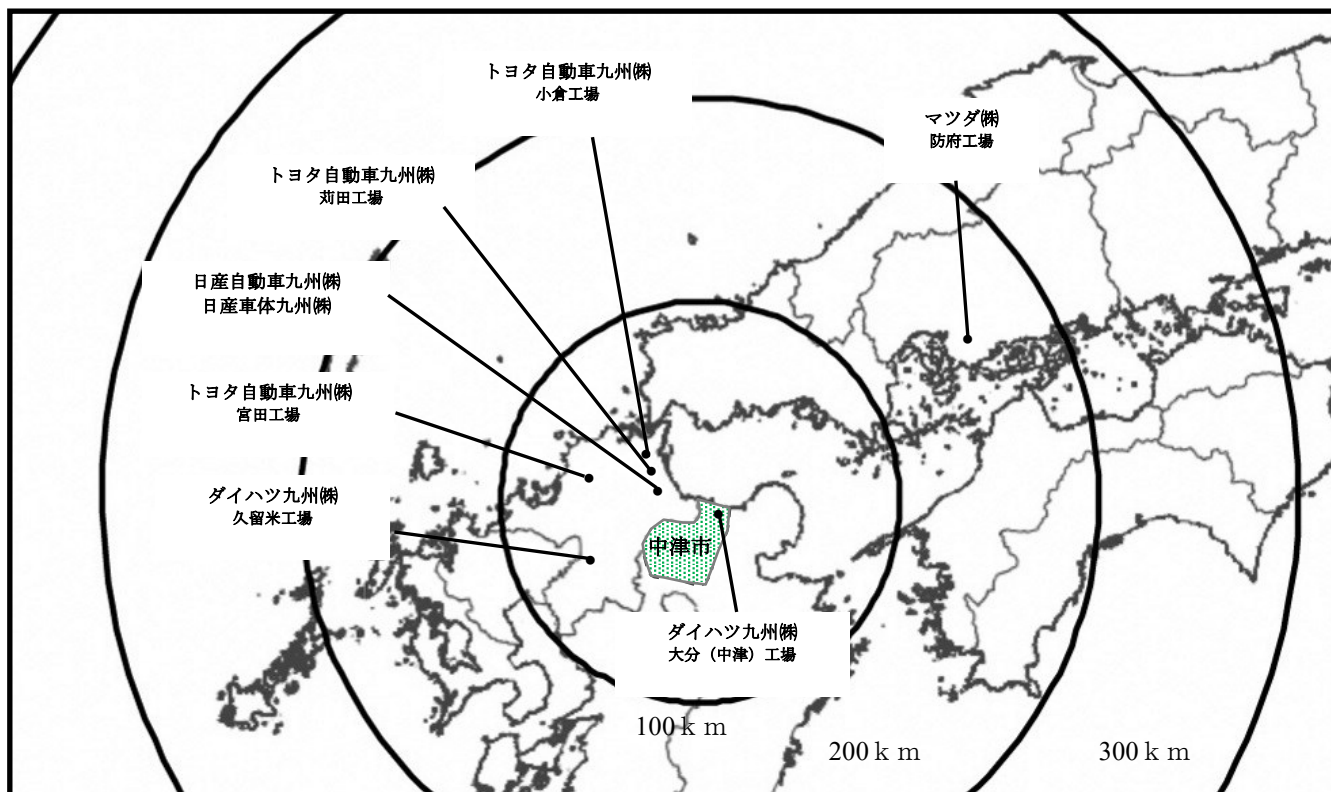 トヨタ自動車九州㈱
小倉工場
マツダ㈱
防府工場
トヨタ自動車九州㈱
苅田工場
日産自動車九州㈱
日産車体九州㈱
トヨタ自動車九州㈱
宮田工場
ダイハツ九州㈱
久留米工場
中津市
ダイハツ九州㈱
大分（中津）工場
100ｋｍ
200ｋｍ
300ｋｍ